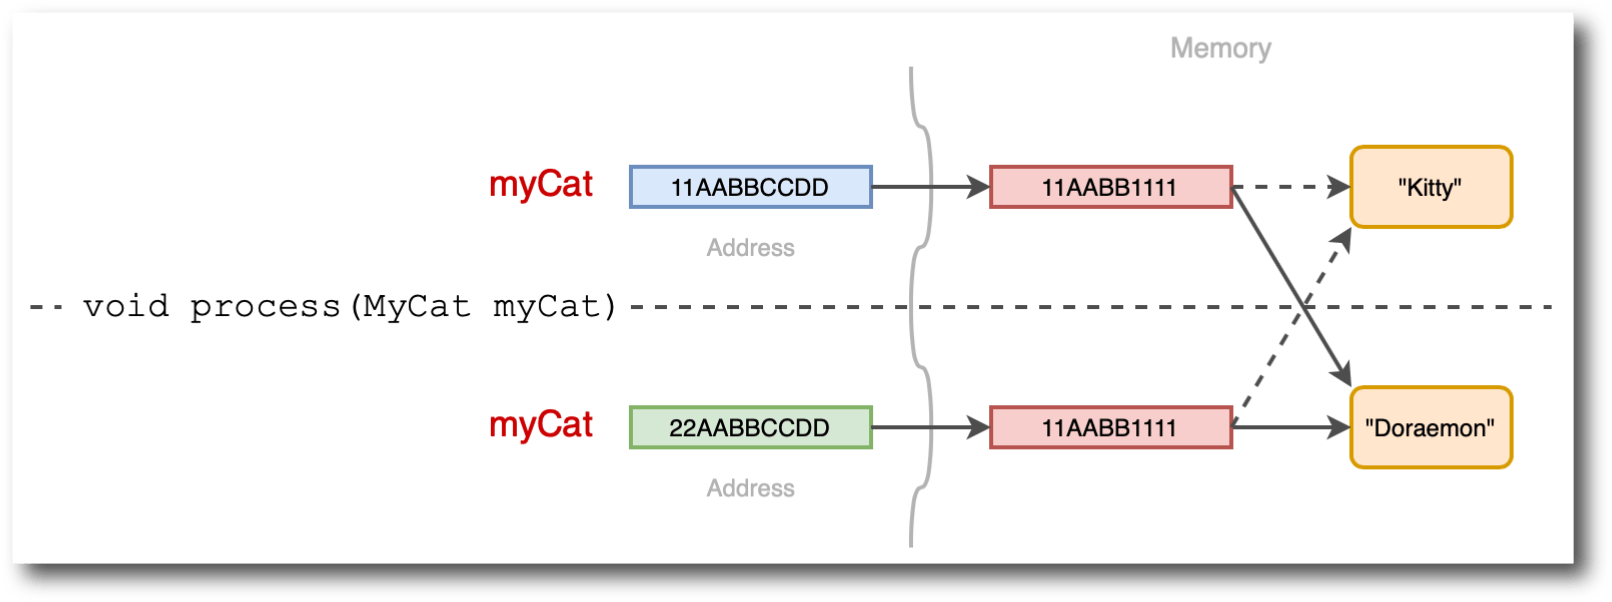 Memory
myCat 11AABBCCDD 11AABB1111 "Kitty"
Address
void process(MyCat myCat)
myCat 22AABBCCDD 11AABB1111 "Doraemon"
Address